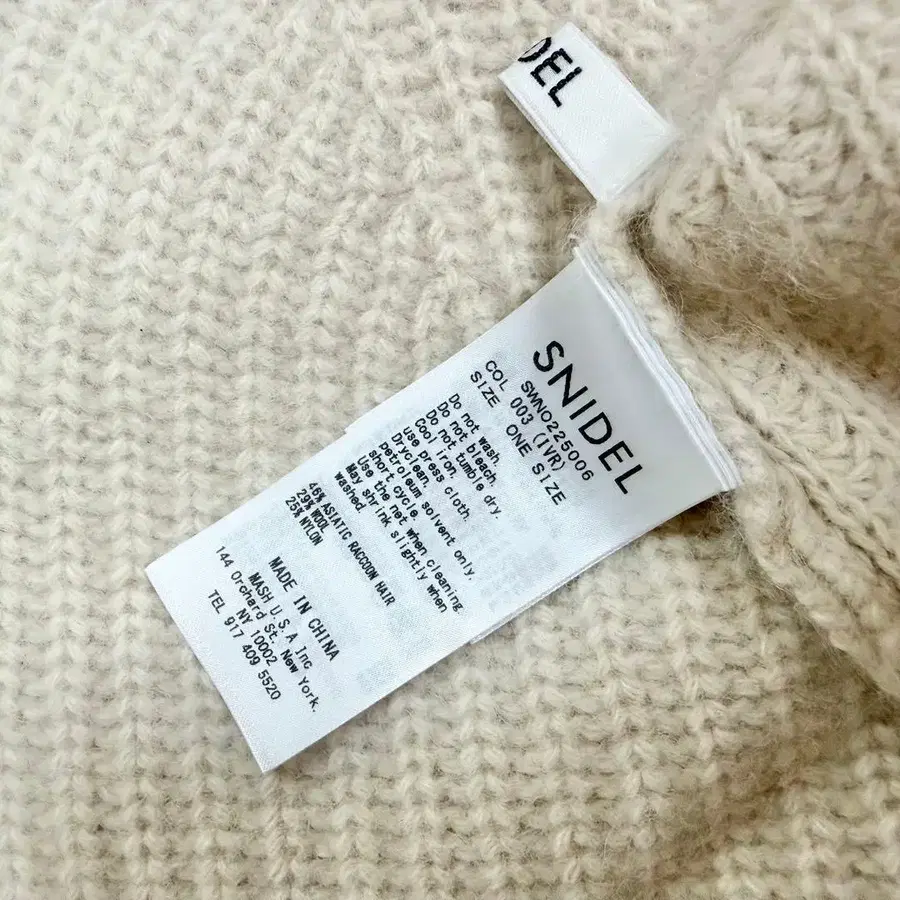 DEL
SNIDEL
SWNO225006
COL 003 (IVR)
SIZE ONE SIZE
Do not wash.
Do not bleach.
Do not tumble dry.
Cool iron,
use press cloth.
Dryclean,
petroleum solvent only,
short cycle.
Use the net when cleaning
May shrink slightly when
washed.
46% ASIATIC RACCOON HAIR
29% WOOL
25% NYLON
MADE IN CHINA
MASH U.S.A Inc
144 Orchard St. New York.
NY 10002
TEL 917 409 5520